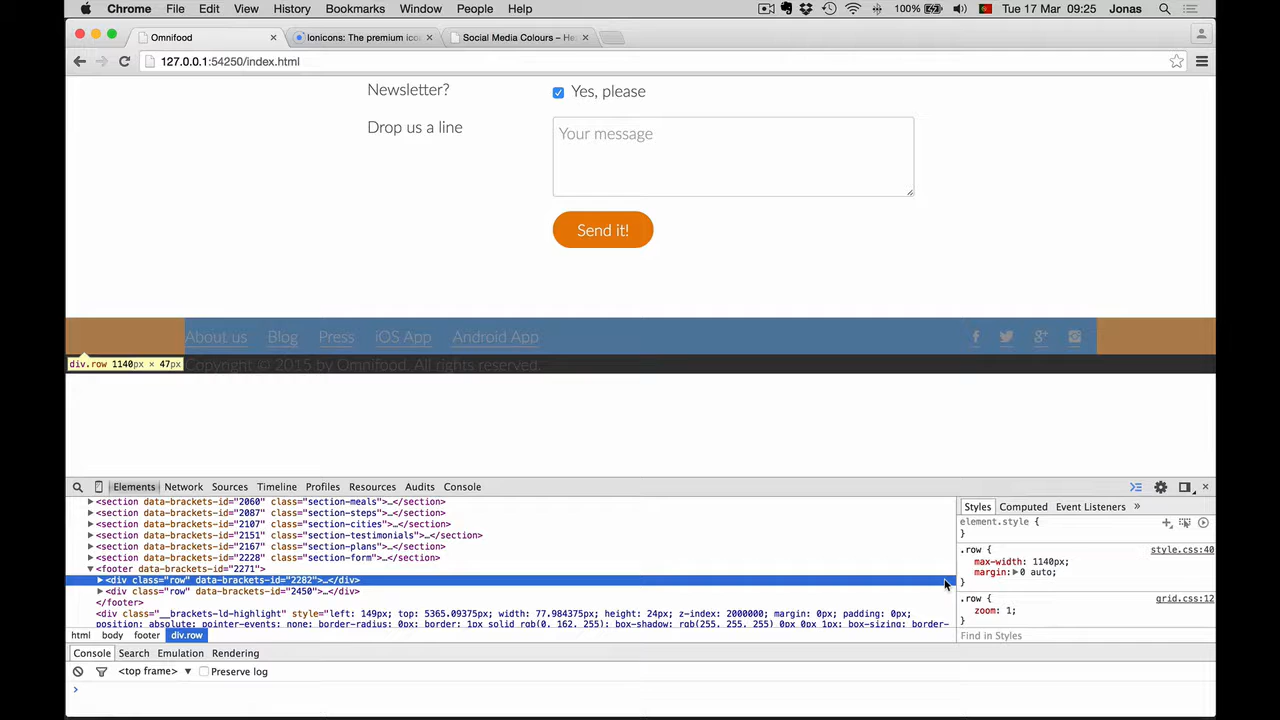 Chrome File Edit View History Bookmarks Window People Help 100% Tue 17 Mar 09:25 Jonas
Omnifood × Ionicons: The premium ico × Social Media Colours – He ×
127.0.0.1:54250/index.html
Newsletter? Yes, please
Drop us a line Your message
Send it!
About us Blog Press iOS App Android App
div.row 1140px × 47px Copyright © 2015 by Omnifood. All rights reserved.
Elements Network Sources Timeline Profiles Resources Audits Console
▶<section data-brackets-id="2060" class="section-meals">…</section>
▶<section data-brackets-id="2087" class="section-steps">…</section>
▶<section data-brackets-id="2107" class="section-cities">…</section>
▶<section data-brackets-id="2151" class="section-testimonials">…</section>
▶<section data-brackets-id="2167" class="section-plans">…</section>
▶<section data-brackets-id="2228" class="section-form">…</section>
▼<footer data-brackets-id="2271">
▶<div class="row" data-brackets-id="2282">…</div>
▶<div class="row" data-brackets-id="2450">…</div>
</footer>
<div class="__brackets-ld-highlight" style="left: 149px; top: 5365.09375px; width: 77.984375px; height: 24px; z-index: 2000000; margin: 0px; padding: 0px;
position: absolute; pointer-events: none; border-radius: 0px; border: 1px solid rgb(0, 162, 255); box-shadow: rgb(255, 255, 255) 0px 0px 1px; box-sizing: border-
html body footer div.row
Styles Computed Event Listeners »
element.style {
}
.row { style.css:40
max-width: 1140px;
margin:▶0 auto;
}
.row { grid.css:12
zoom: 1;
}
Find in Styles
Console Search Emulation Rendering
<top frame> ▼ Preserve log
>